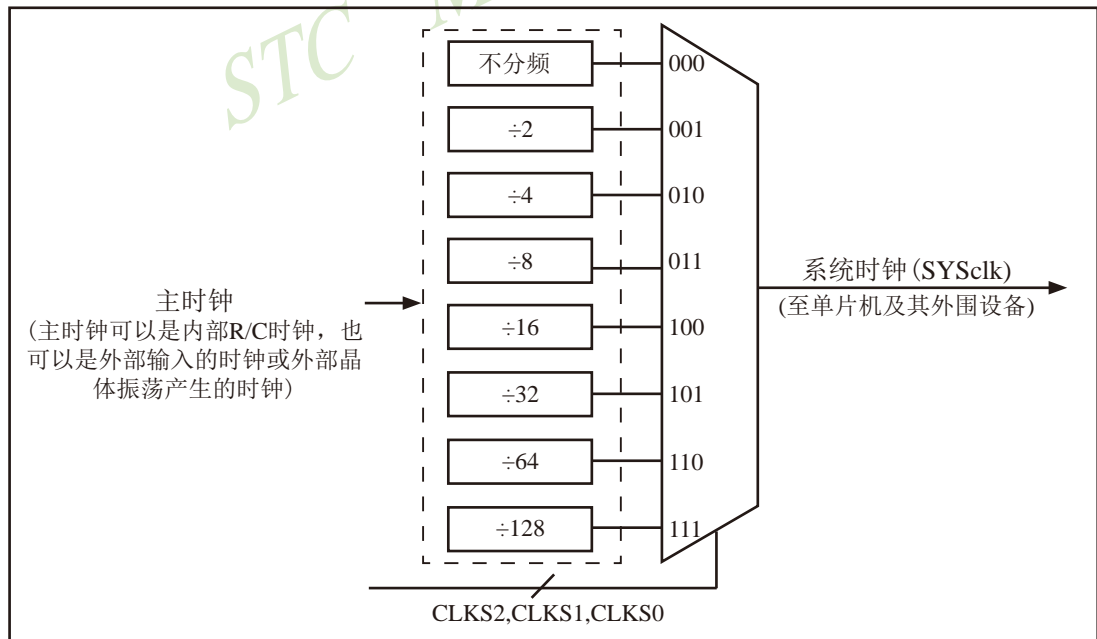 STC M
不分频
000
÷2
001
÷4
010
÷8
011
÷16
100
÷32
101
÷64
110
÷128
111
主时钟
(主时钟可以是内部R/C时钟，也
可以是外部输入的时钟或外部晶
体振荡产生的时钟)
系统时钟(SYSclk)
(至单片机及其外围设备)
CLKS2,CLKS1,CLKS0